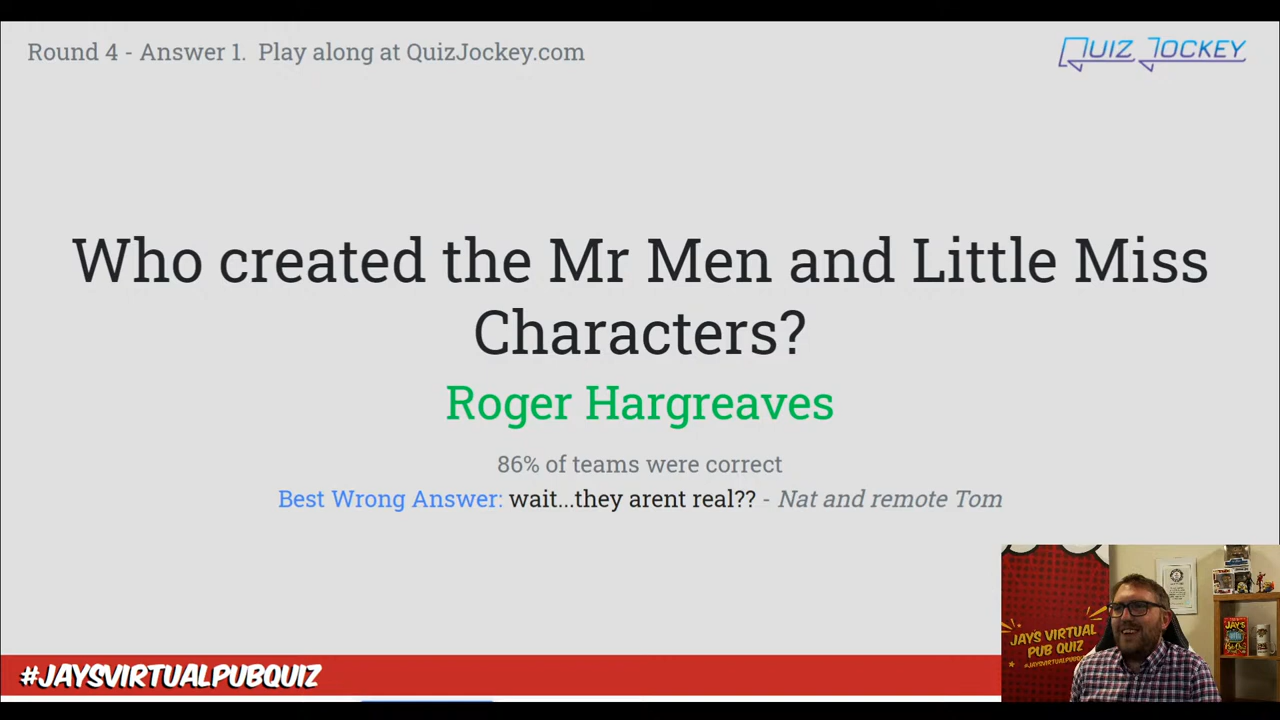 Round 4 - Answer 1. Play along at QuizJockey.com
QUIZ JOCKEY
Who created the Mr Men and Little Miss
Characters?
Roger Hargreaves
86% of teams were correct
Best Wrong Answer: wait...they arent real?? - Nat and remote Tom
JAYS VIRTUAL
PUB QUIZ
#JAYSVIRTUALPUBQUIZ
JAY'S
#JAYSVIRTUALPUBQUIZ